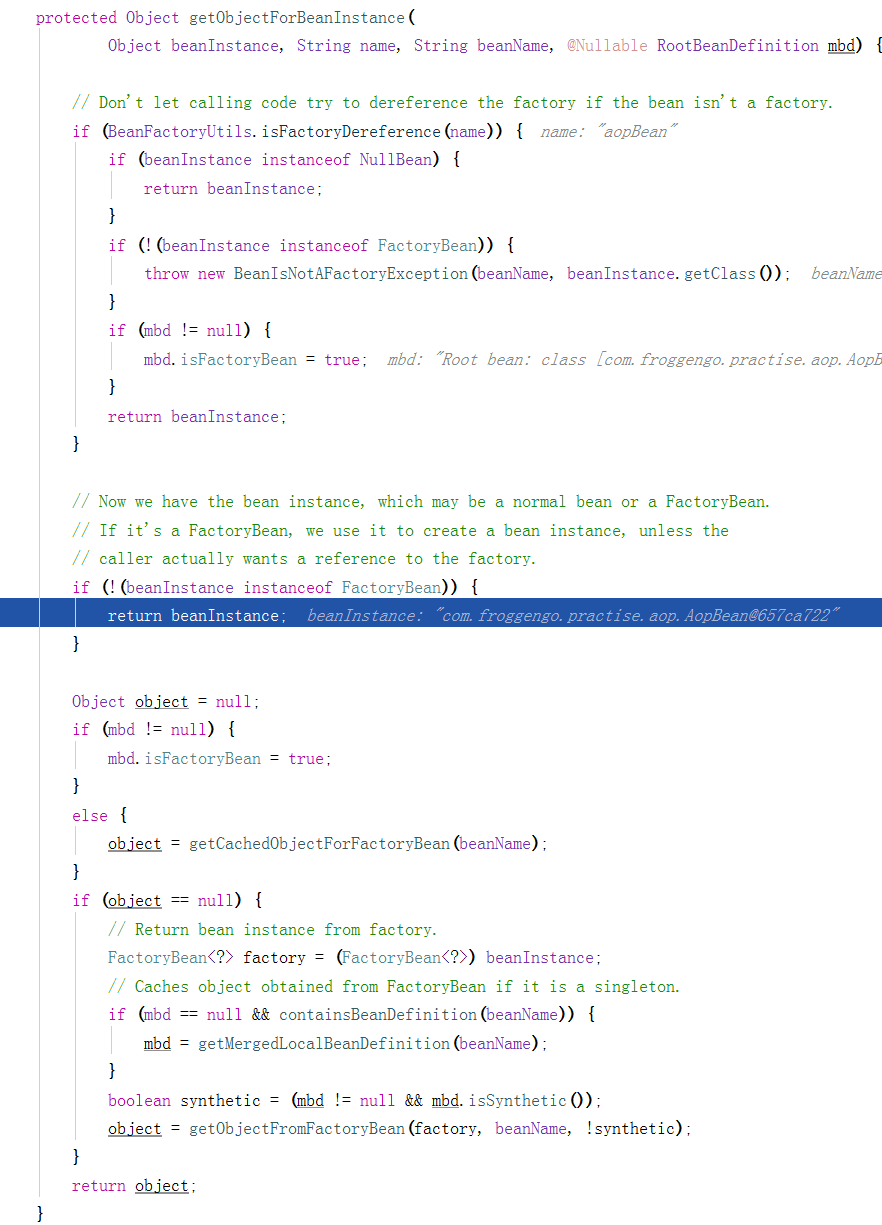 protected Object getObjectForBeanInstance(
Object beanInstance, String name, String beanName, @Nullable RootBeanDefinition mbd) {
// Don't let calling code try to dereference the factory if the bean isn't a factory.
if (BeanFactoryUtils.isFactoryDereference(name)) { name: "aopBean"
if (beanInstance instanceof NullBean) {
return beanInstance;
}
if (!(beanInstance instanceof FactoryBean)) {
throw new BeanIsNotAFactoryException(beanName, beanInstance.getClass()); beanName
}
if (mbd != null) {
mbd.isFactoryBean = true; mbd: "Root bean: class [com.froggengo.practise.aop.AopB
}
return beanInstance;
}
// Now we have the bean instance, which may be a normal bean or a FactoryBean.
// If it's a FactoryBean, we use it to create a bean instance, unless the
// caller actually wants a reference to the factory.
if (!(beanInstance instanceof FactoryBean)) {
return beanInstance; beanInstance: "com.froggengo.practise.aop.AopBean@657ca722"
}
Object object = null;
if (mbd != null) {
mbd.isFactoryBean = true;
}
else {
object = getCachedObjectForFactoryBean(beanName);
}
if (object == null) {
// Return bean instance from factory.
FactoryBean<?> factory = (FactoryBean<?>) beanInstance;
// Caches object obtained from FactoryBean if it is a singleton.
if (mbd == null && containsBeanDefinition(beanName)) {
mbd = getMergedLocalBeanDefinition(beanName);
}
boolean synthetic = (mbd != null && mbd.isSynthetic());
object = getObjectFromFactoryBean(factory, beanName, !synthetic);
}
return object;
}